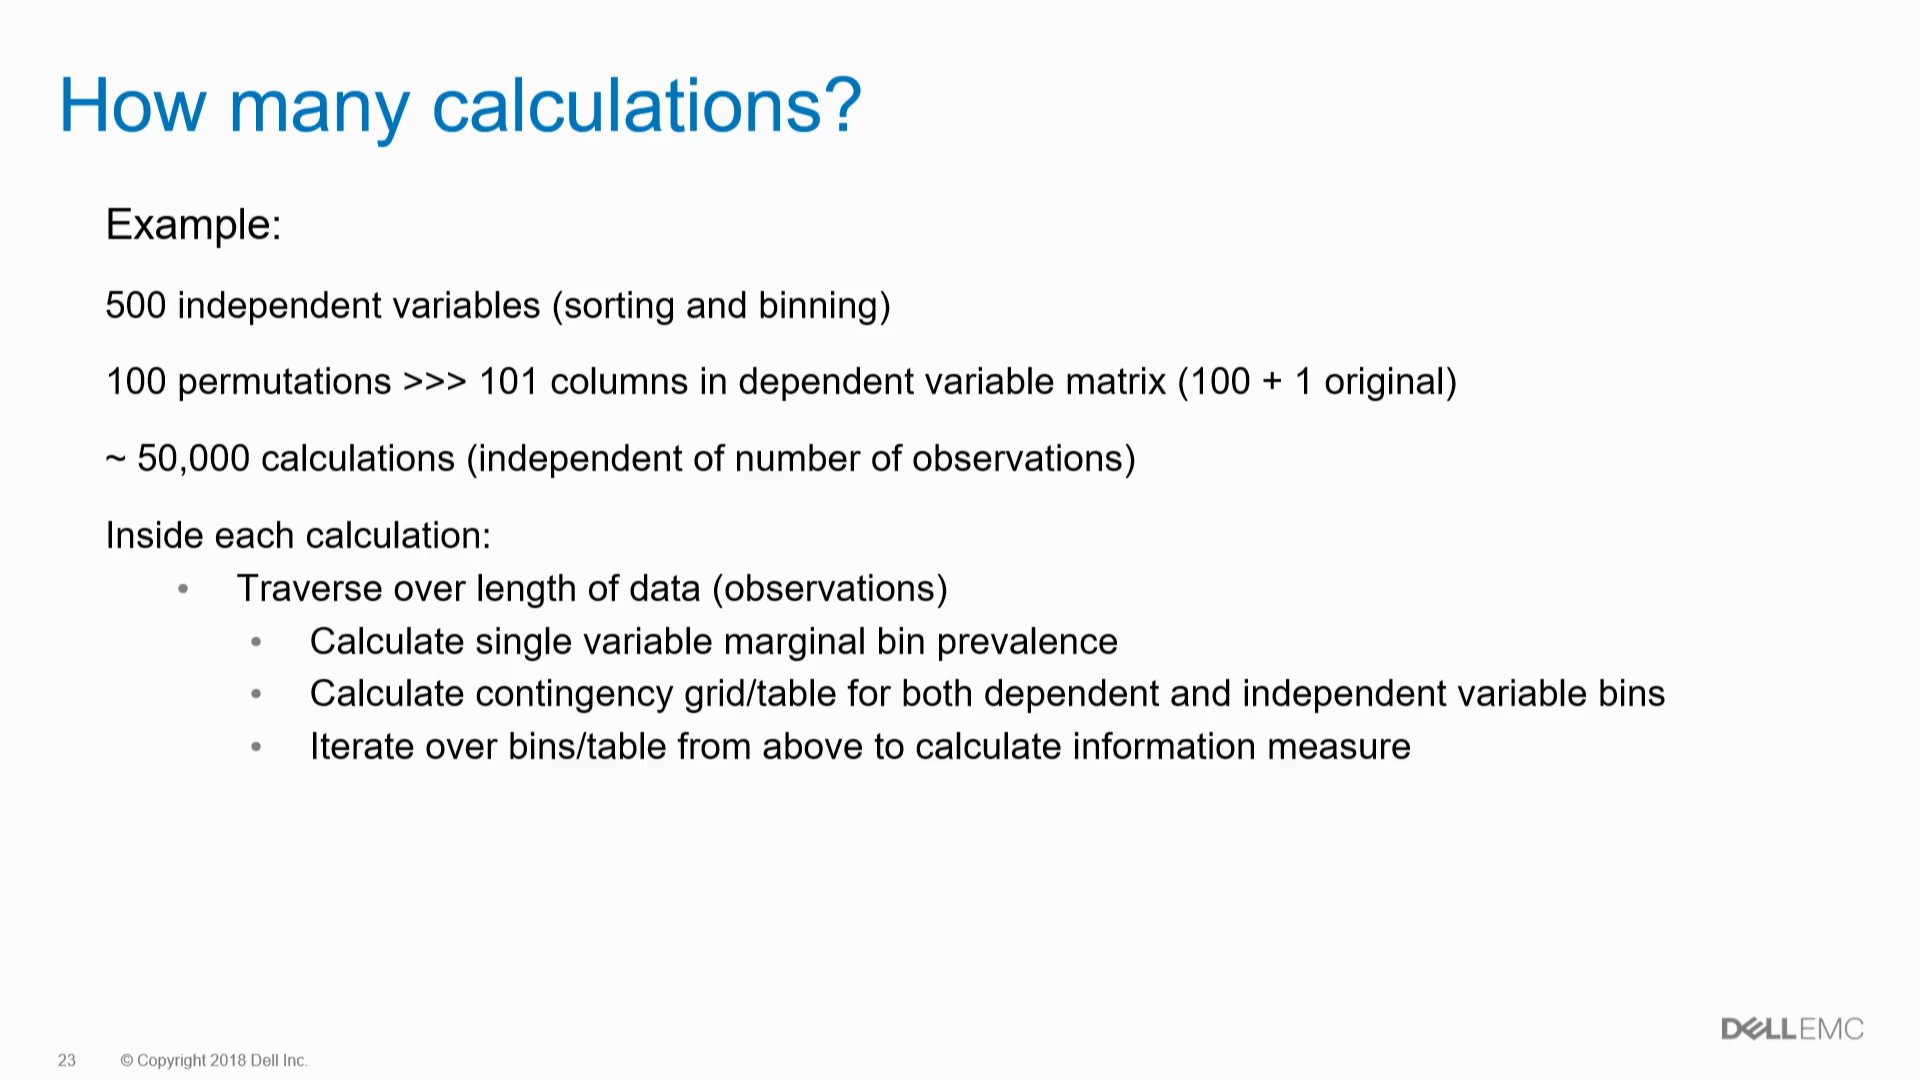 How many calculations?
Example:
500 independent variables (sorting and binning)
100 permutations >>> 101 columns in dependent variable matrix (100 + 1 original)
~ 50,000 calculations (independent of number of observations)
Inside each calculation:
• Traverse over length of data (observations)
• Calculate single variable marginal bin prevalence
• Calculate contingency grid/table for both dependent and independent variable bins
• Iterate over bins/table from above to calculate information measure
DELLEMC
23 © Copyright 2018 Dell Inc.